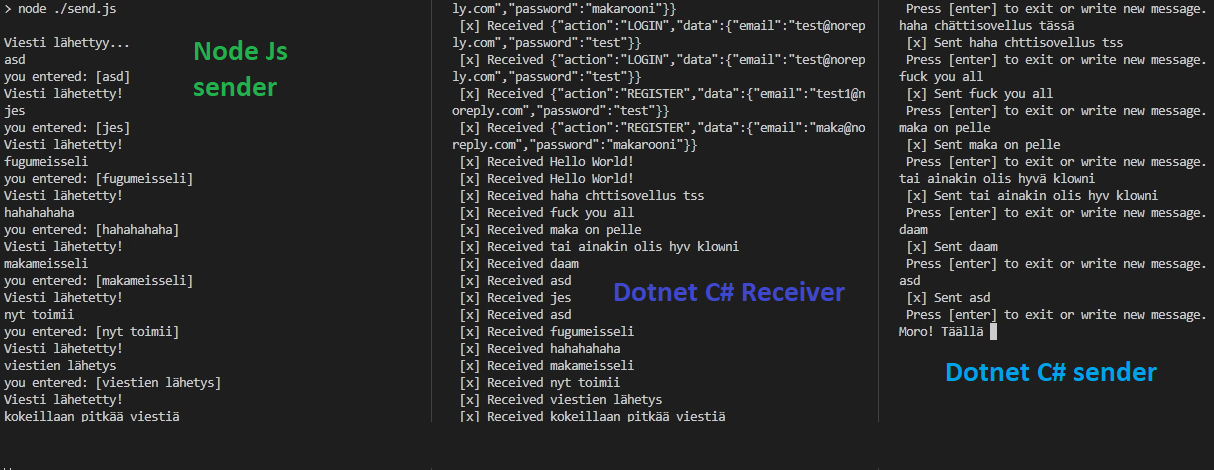 > node ./send.js
Viesti lähettyy...
asd
you entered: [asd]
Viesti lähetetty!
jes
you entered: [jes]
Viesti lähetetty!
fugumeisseli
you entered: [fugumeisseli]
Viesti lähetetty!
hahahahaha
you entered: [hahahahaha]
Viesti lähetetty!
makameisseli
you entered: [makameisseli]
Viesti lähetetty!
nyt toimii
you entered: [nyt toimii]
Viesti lähetetty!
viestien lähetys
you entered: [viestien lähetys]
Viesti lähetetty!
kokeillaan pitkää viestiä
Node Js
sender
ly.com","password":"makarooni"}}
[x] Received {"action":"LOGIN","data":{"email":"test@norep
ly.com","password":"test"}}
[x] Received {"action":"LOGIN","data":{"email":"test@norep
ly.com","password":"test"}}
[x] Received {"action":"REGISTER","data":{"email":"test1@n
oreply.com","password":"test"}}
[x] Received {"action":"REGISTER","data":{"email":"maka@no
reply.com","password":"makarooni"}}
[x] Received Hello World!
[x] Received Hello World!
[x] Received haha chttisovellus tss
[x] Received fuck you all
[x] Received maka on pelle
[x] Received tai ainakin olis hyv klowni
[x] Received daam
[x] Received asd
[x] Received jes
[x] Received asd
[x] Received fugumeisseli
[x] Received hahahahaha
[x] Received makameisseli
[x] Received nyt toimii
[x] Received viestien lähetys
[x] Received kokeillaan pitkää viestiä
Dotnet C# Receiver
Press [enter] to exit or write new message.
haha chättisovellus tässä
[x] Sent haha chttisovellus tss
Press [enter] to exit or write new message.
fuck you all
[x] Sent fuck you all
Press [enter] to exit or write new message.
maka on pelle
[x] Sent maka on pelle
Press [enter] to exit or write new message.
tai ainakin olis hyvä klowni
[x] Sent tai ainakin olis hyv klowni
Press [enter] to exit or write new message.
daam
[x] Sent daam
Press [enter] to exit or write new message.
asd
[x] Sent asd
Press [enter] to exit or write new message.
Moro! Täällä
Dotnet C# sender